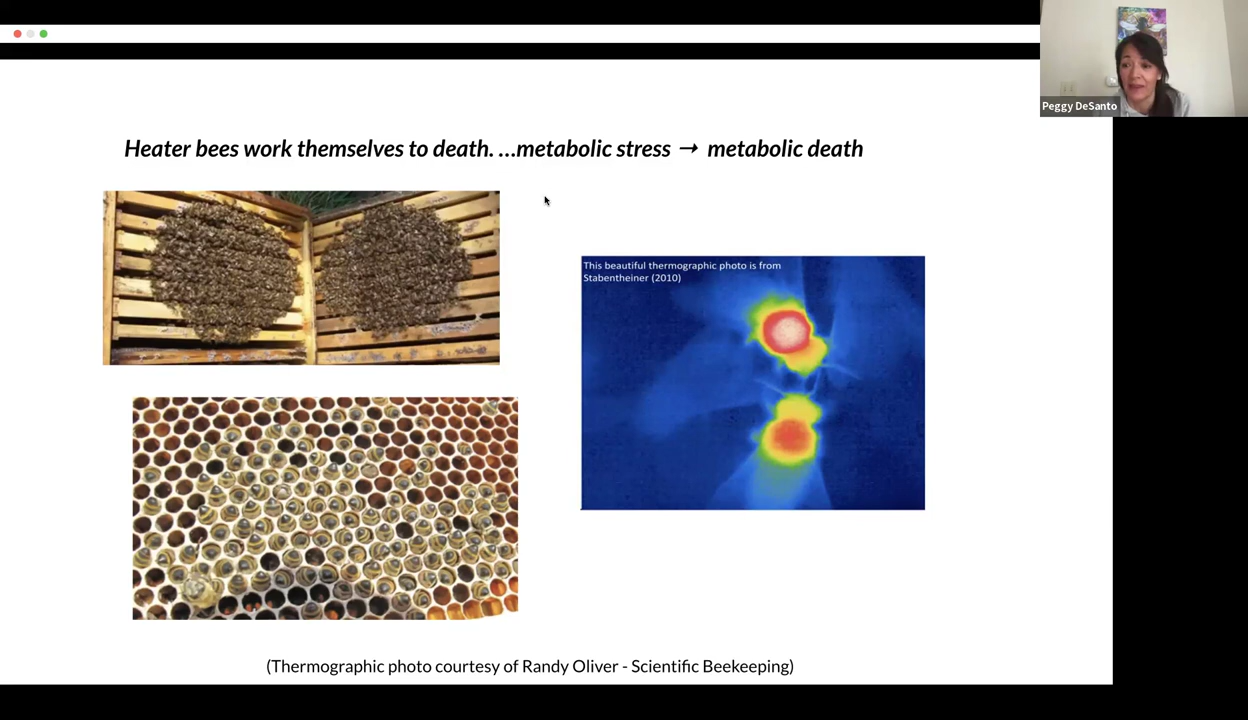 Peggy DeSanto
Heater bees work themselves to death. ...metabolic stress → metabolic death
This beautiful thermographic photo is from
Stabentheiner (2010)
(Thermographic photo courtesy of Randy Oliver - Scientific Beekeeping)